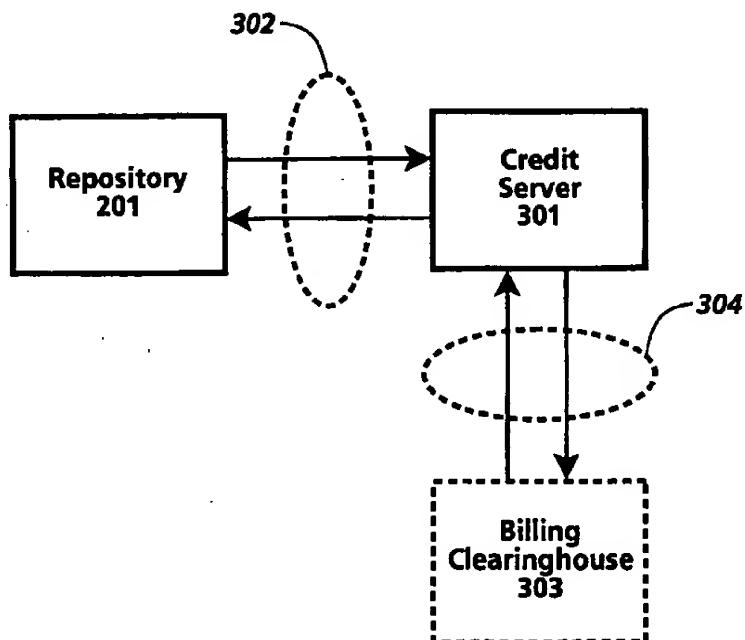 302
Repository
201
Credit
Server
301
304
Billing
Clearinghouse
303